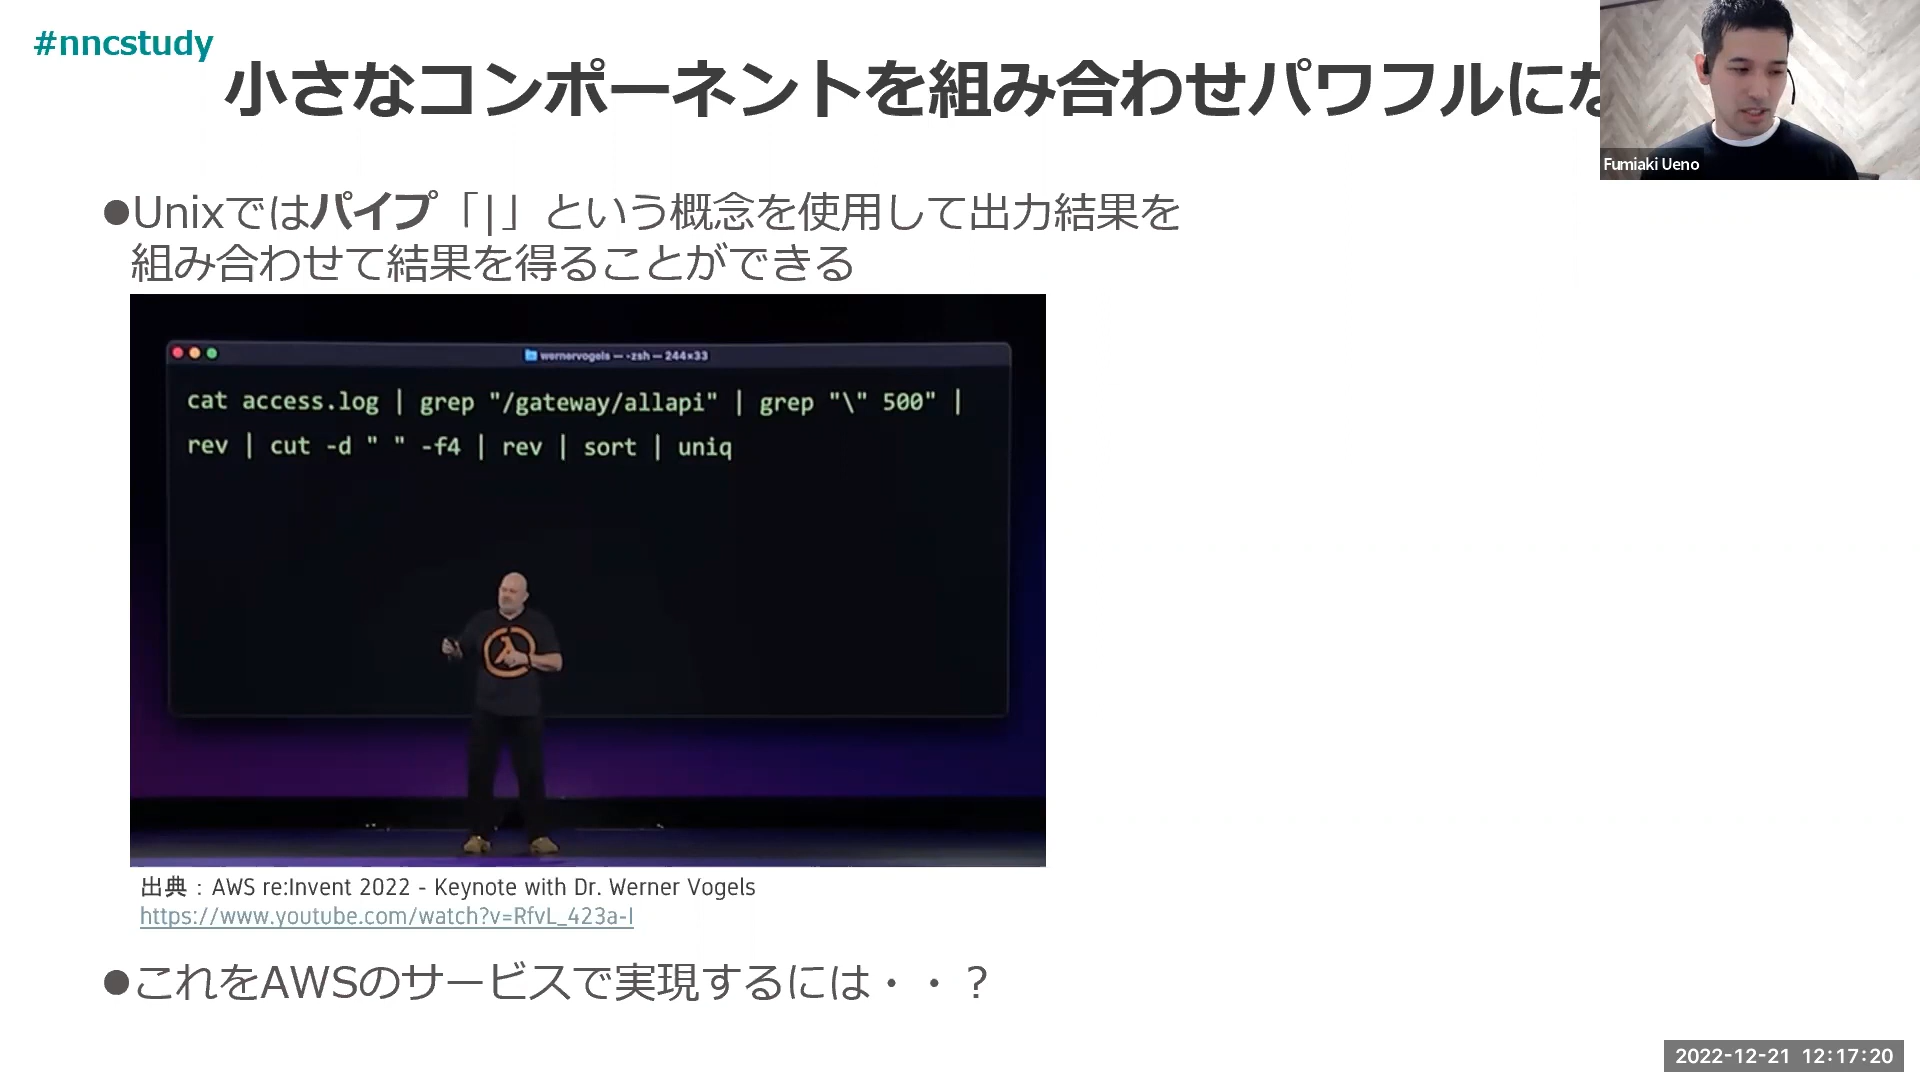 #nncstudy
小さなコンポーネントを組み合わせパワフルにな
Fumiaki Ueno
●Unixではパイプ「|」という概念を使用して出力結果を
組み合わせて結果を得ることができる
wernervogels — -zsh — 244×33
cat access.log | grep "/gateway/allapi" | grep "\" 500" |
rev | cut -d " " -f4 | rev | sort | uniq
出典：AWS re:Invent 2022 - Keynote with Dr. Werner Vogels
https://www.youtube.com/watch?v=RfvL_423a-I
●これをAWSのサービスで実現するには・・？
2022-12-21 12:17:20